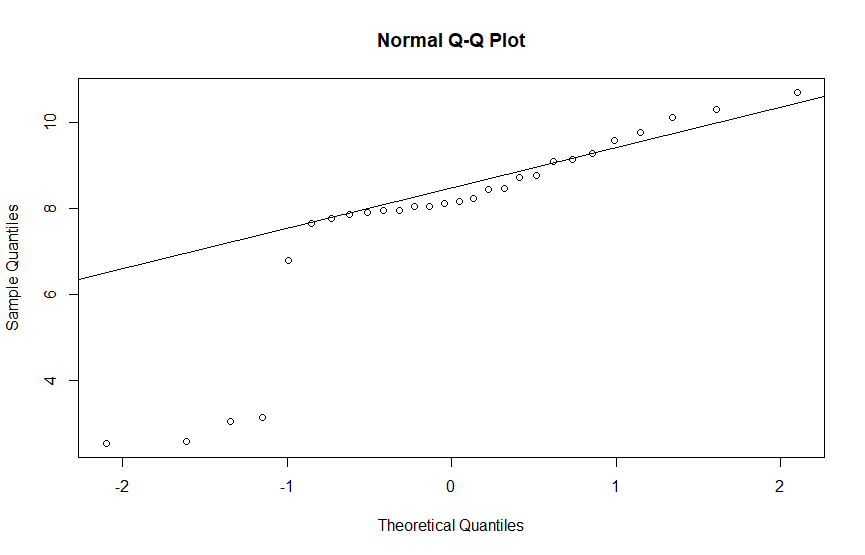 Normal Q-Q Plot
10
8
6
4
Sample Quantiles
-2 -1 0 1 2
Theoretical Quantiles